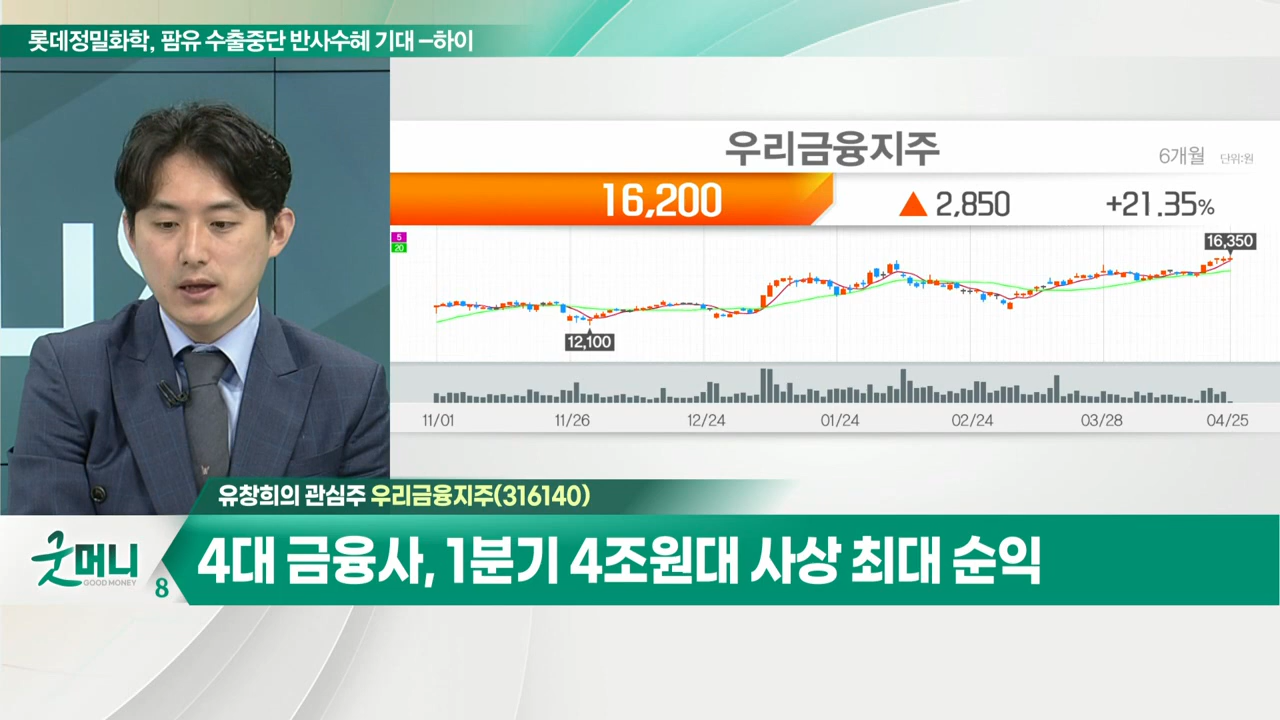 롯데정밀화학, 팜유 수출중단 반사수혜 기대 –하이
우리금융지주
6개월 단위:원
16,200 ▲ 2,850 +21.35%
5
20
16,350
12,100
11/01 11/26 12/24 01/24 02/24 03/28 04/25
유창희의 관심주 우리금융지주(316140)
굿머니
GOOD MONEY
8
4대 금융사, 1분기 4조원대 사상 최대 순익